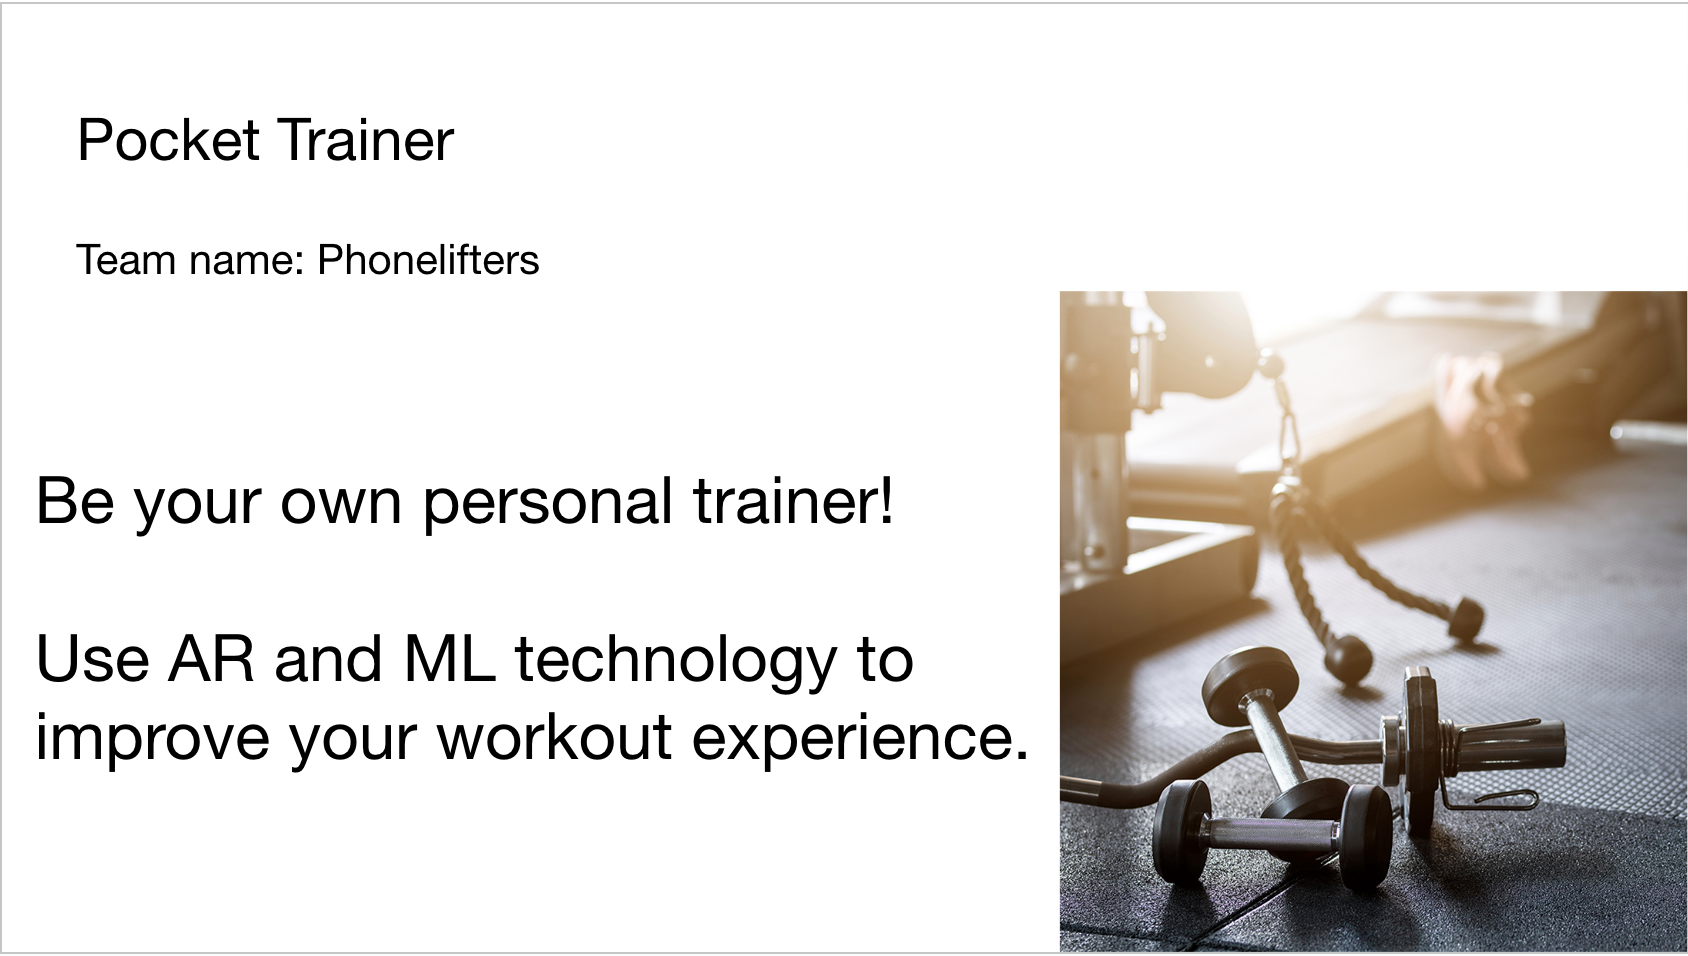 Pocket Trainer
Team name: Phonelifters
Be your own personal trainer!
Use AR and ML technology to
improve your workout experience.